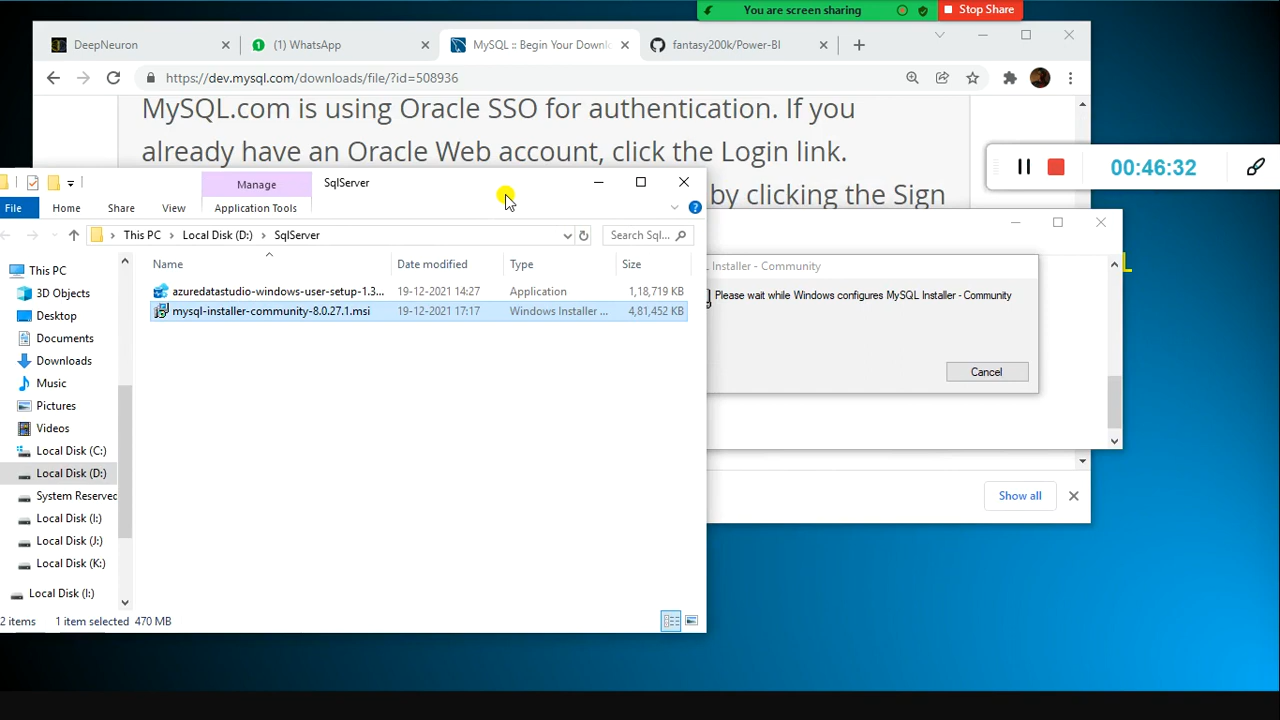 You are screen sharing
Stop Share
DeepNeuron
(1) WhatsApp
MySQL :: Begin Your Downl
fantasy200k/Power-BI
https://dev.mysql.com/downloads/file/?id=508936
MySQL.com is using Oracle SSO for authentication. If you
already have an Oracle Web account, click the Login link.
by clicking the Sign
00:46:32
Manage
SqlServer
File
Home
Share
View
Application Tools
This PC
Local Disk (D:)
SqlServer
Search Sql...
Name
Date modified
Type
Size
azuredatastudio-windows-user-setup-1.3...
19-12-2021 14:27
Application
1,18,719 KB
mysql-installer-community-8.0.27.1.msi
19-12-2021 17:17
Windows Installer ...
4,81,452 KB
This PC
3D Objects
Desktop
Documents
Downloads
Music
Pictures
Videos
Local Disk (C:)
Local Disk (D:)
System Reserved
Local Disk (I:)
Local Disk (J:)
Local Disk (K:)
Local Disk (I:)
2 items
1 item selected 470 MB
Installer - Community
Please wait while Windows configures MySQL Installer - Community
Cancel
Show all